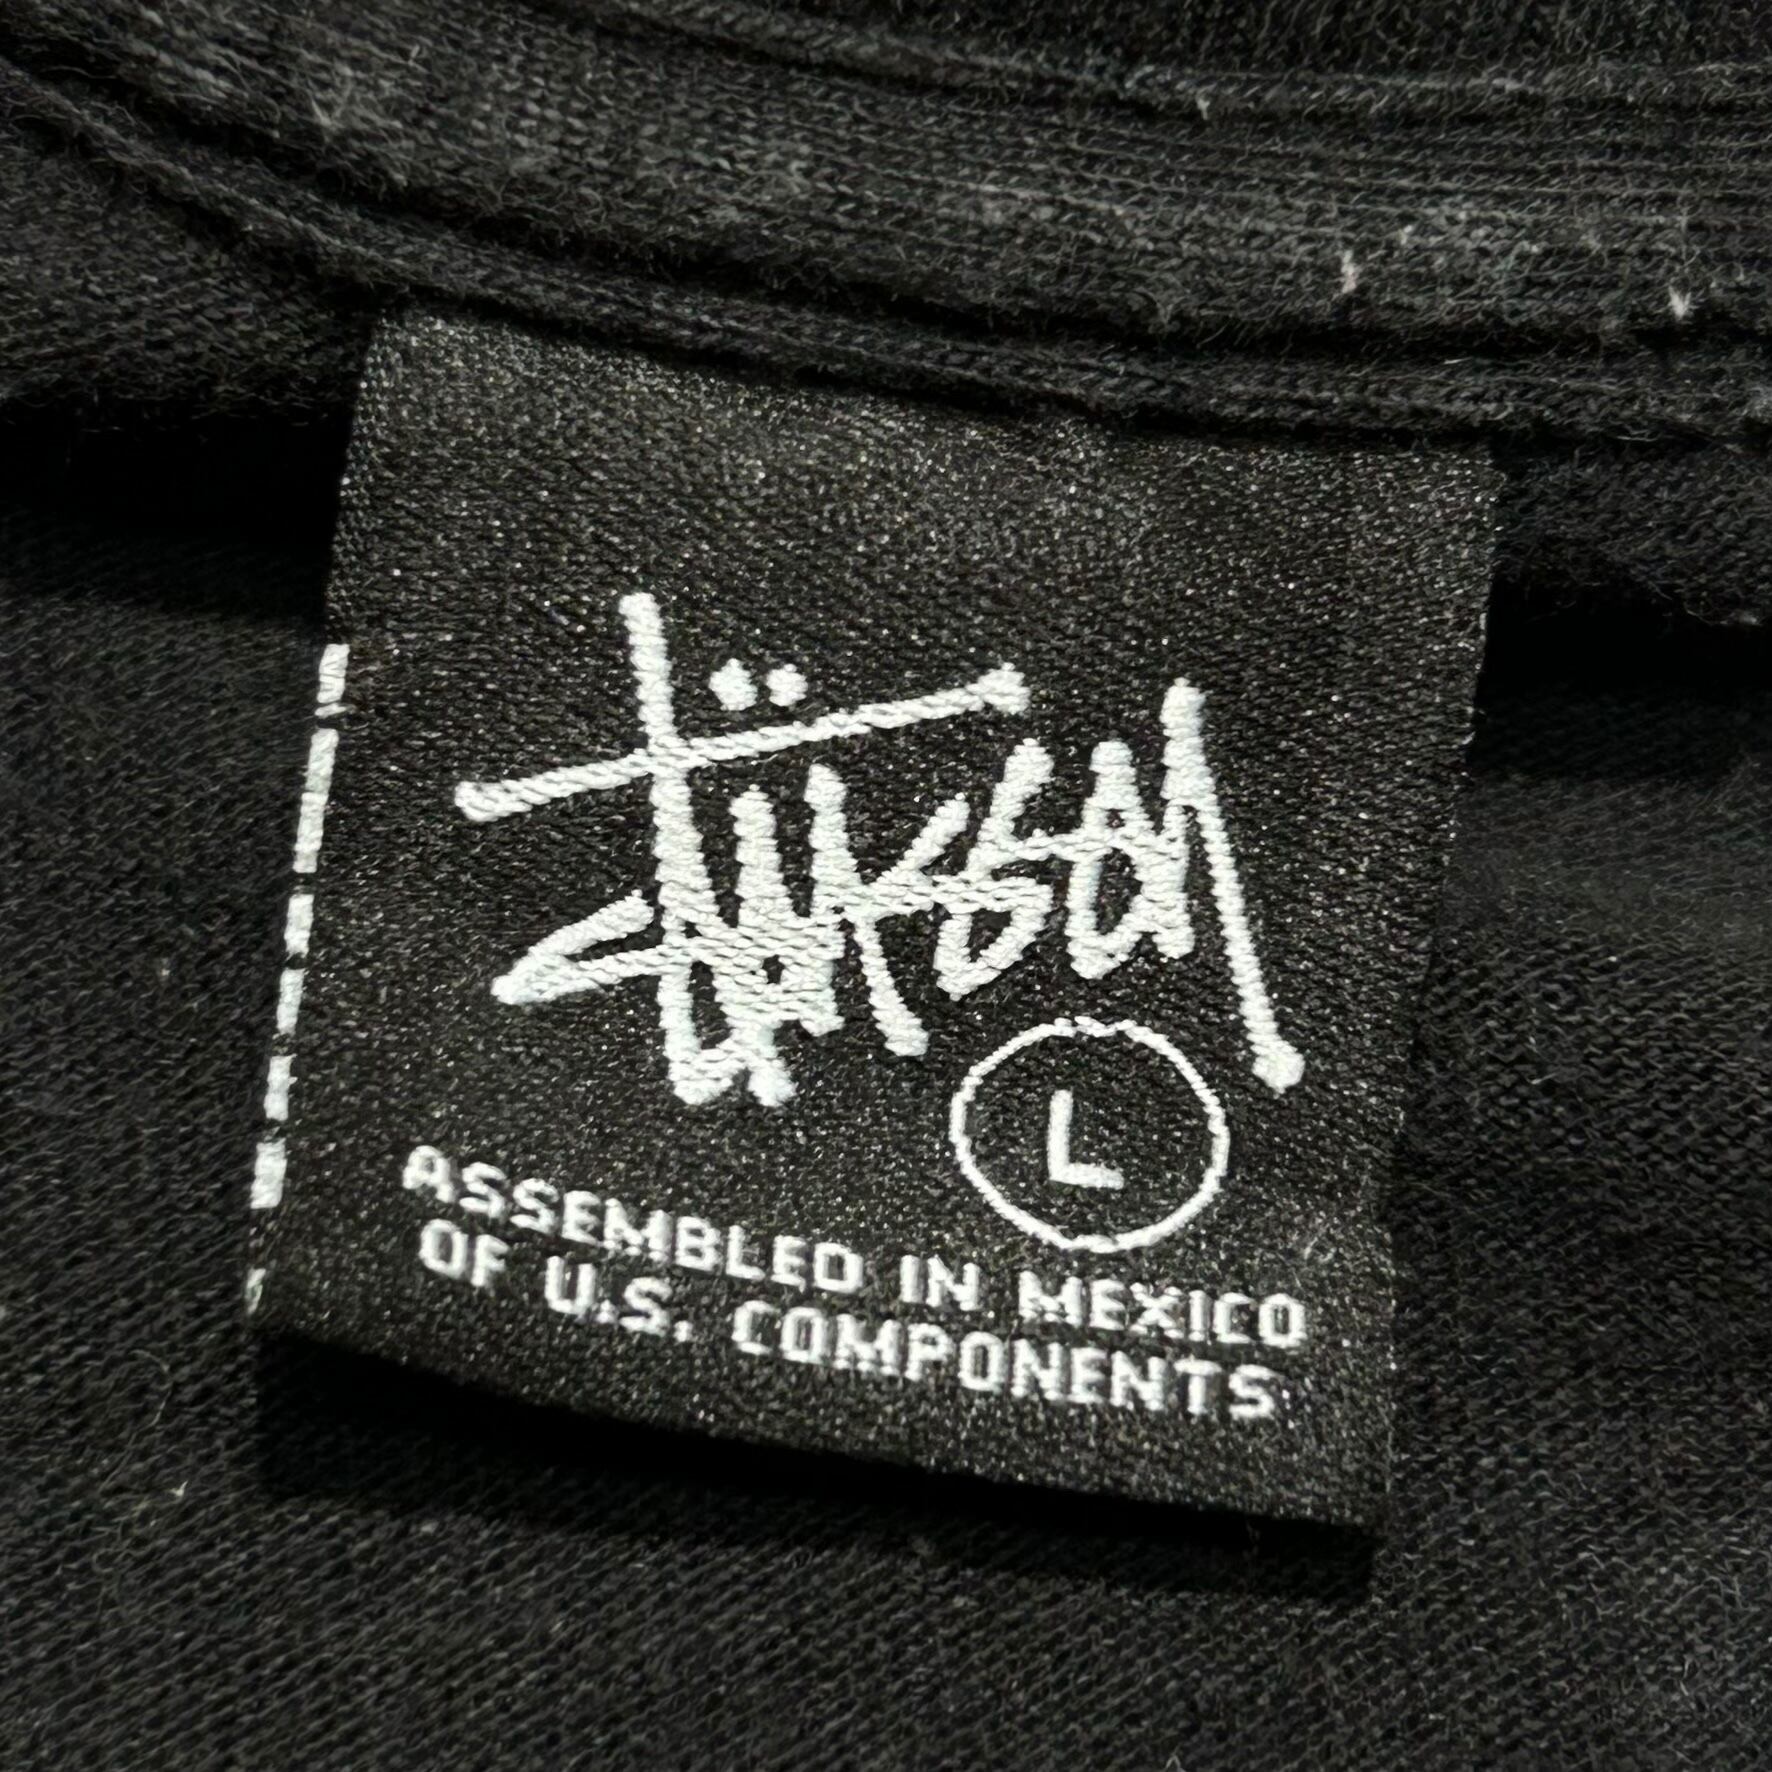 Stüssy
L
ASSEMBLED IN MEXICO
OF U.S. COMPONENTS